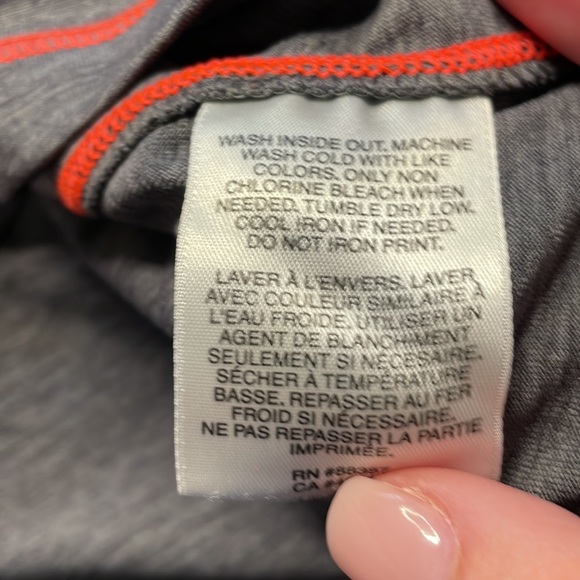 WASH INSIDE OUT. MACHINE
WASH COLD WITH LIKE
COLORS. ONLY NON
CHLORINE BLEACH WHEN
NEEDED. TUMBLE DRY LOW.
COOL IRON IF NEEDED.
DO NOT IRON PRINT.
LAVER À L'ENVERS. LAVER
AVEC COULEUR SIMILAIRE À
L'EAU FROIDE. UTILISER UN
AGENT DE BLANCHIMENT
SEULEMENT SI NÉCESSAIRE.
SÉCHER À TEMPÉRATURE
BASSE. REPASSER AU FER
FROID SI NÉCESSAIRE.
NE PAS REPASSER LA PARTIE
IMPRIMÉE.
RN
CA